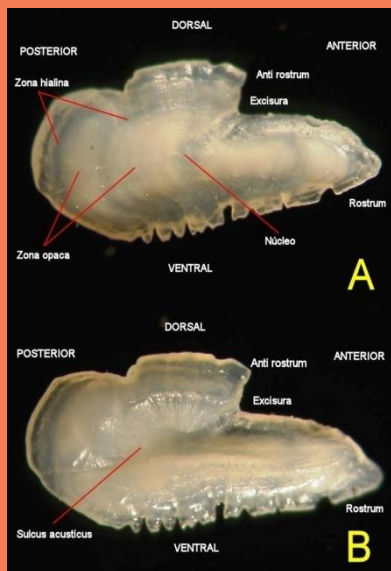 DORSAL
POSTERIOR
ANTERIOR
Zona hialina
Anti rostrum
Excisura
Rostrum
Núcleo
Zona opaca
VENTRAL
A
DORSAL
POSTERIOR
ANTERIOR
Anti rostrum
Excisura
Rostrum
Sulcus acusticus
VENTRAL
B